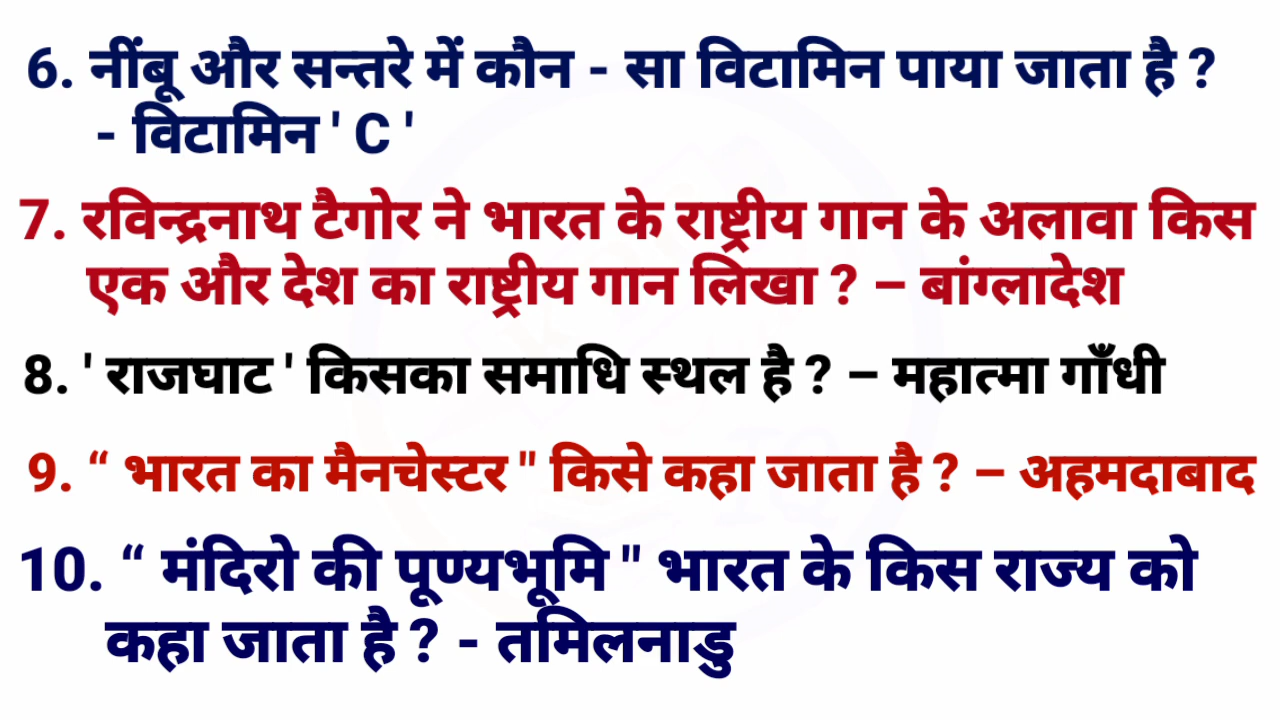 6. नींबू और सन्तरे में कौन - सा विटामिन पाया जाता है ?
- विटामिन ' C '
7. रविन्द्रनाथ टैगोर ने भारत के राष्ट्रीय गान के अलावा किस
एक और देश का राष्ट्रीय गान लिखा ? – बांग्लादेश
8. ' राजघाट ' किसका समाधि स्थल है ? – महात्मा गाँधी
9. “ भारत का मैनचेस्टर " किसे कहा जाता है ? – अहमदाबाद
10. “ मंदिरो की पूण्यभूमि " भारत के किस राज्य को
कहा जाता है ? - तमिलनाडु